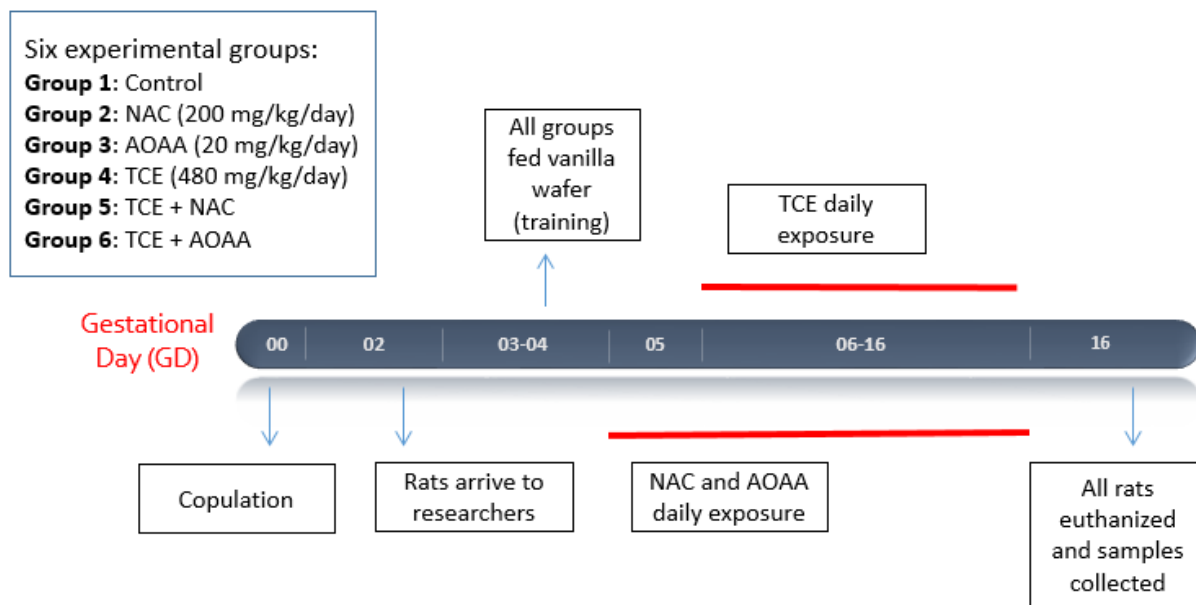 Six experimental groups:
Group 1: Control
Group 2: NAC (200 mg/kg/day)
Group 3: AOAA (20 mg/kg/day)
Group 4: TCE (480 mg/kg/day)
Group 5: TCE + NAC
Group 6: TCE + AOAA
All groups
fed vanilla
wafer
(training)
TCE daily
exposure
Gestational
Day (GD)
00
02
03-04
05
06-16
16
Copulation
Rats arrive to
researchers
NAC and AOAA
daily exposure
All rats
euthanized
and samples
collected